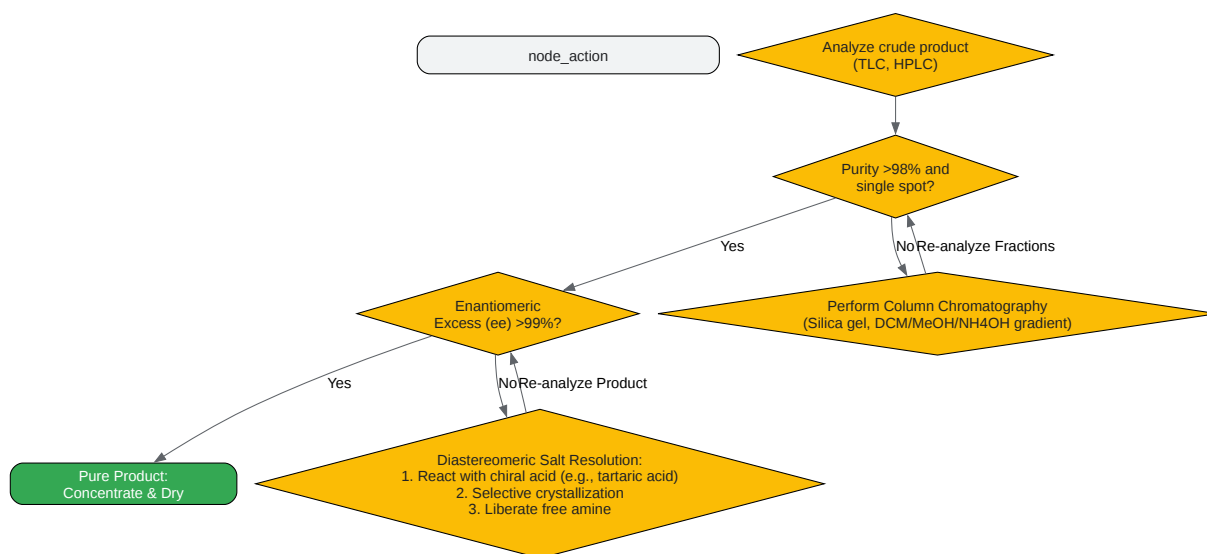 node_action
Analyze crude product
(TLC, HPLC)
Purity >98% and
single spot?
Yes
No
Re-analyze Fractions
Enantiomeric
Excess (ee) >99%?
Perform Column Chromatography
(Silica gel, DCM/MeOH/NH4OH gradient)
Yes
No
Re-analyze Product
Pure Product:
Concentrate & Dry
Diastereomeric Salt Resolution:
1. React with chiral acid (e.g., tartaric acid)
2. Selective crystallization
3. Liberate free amine